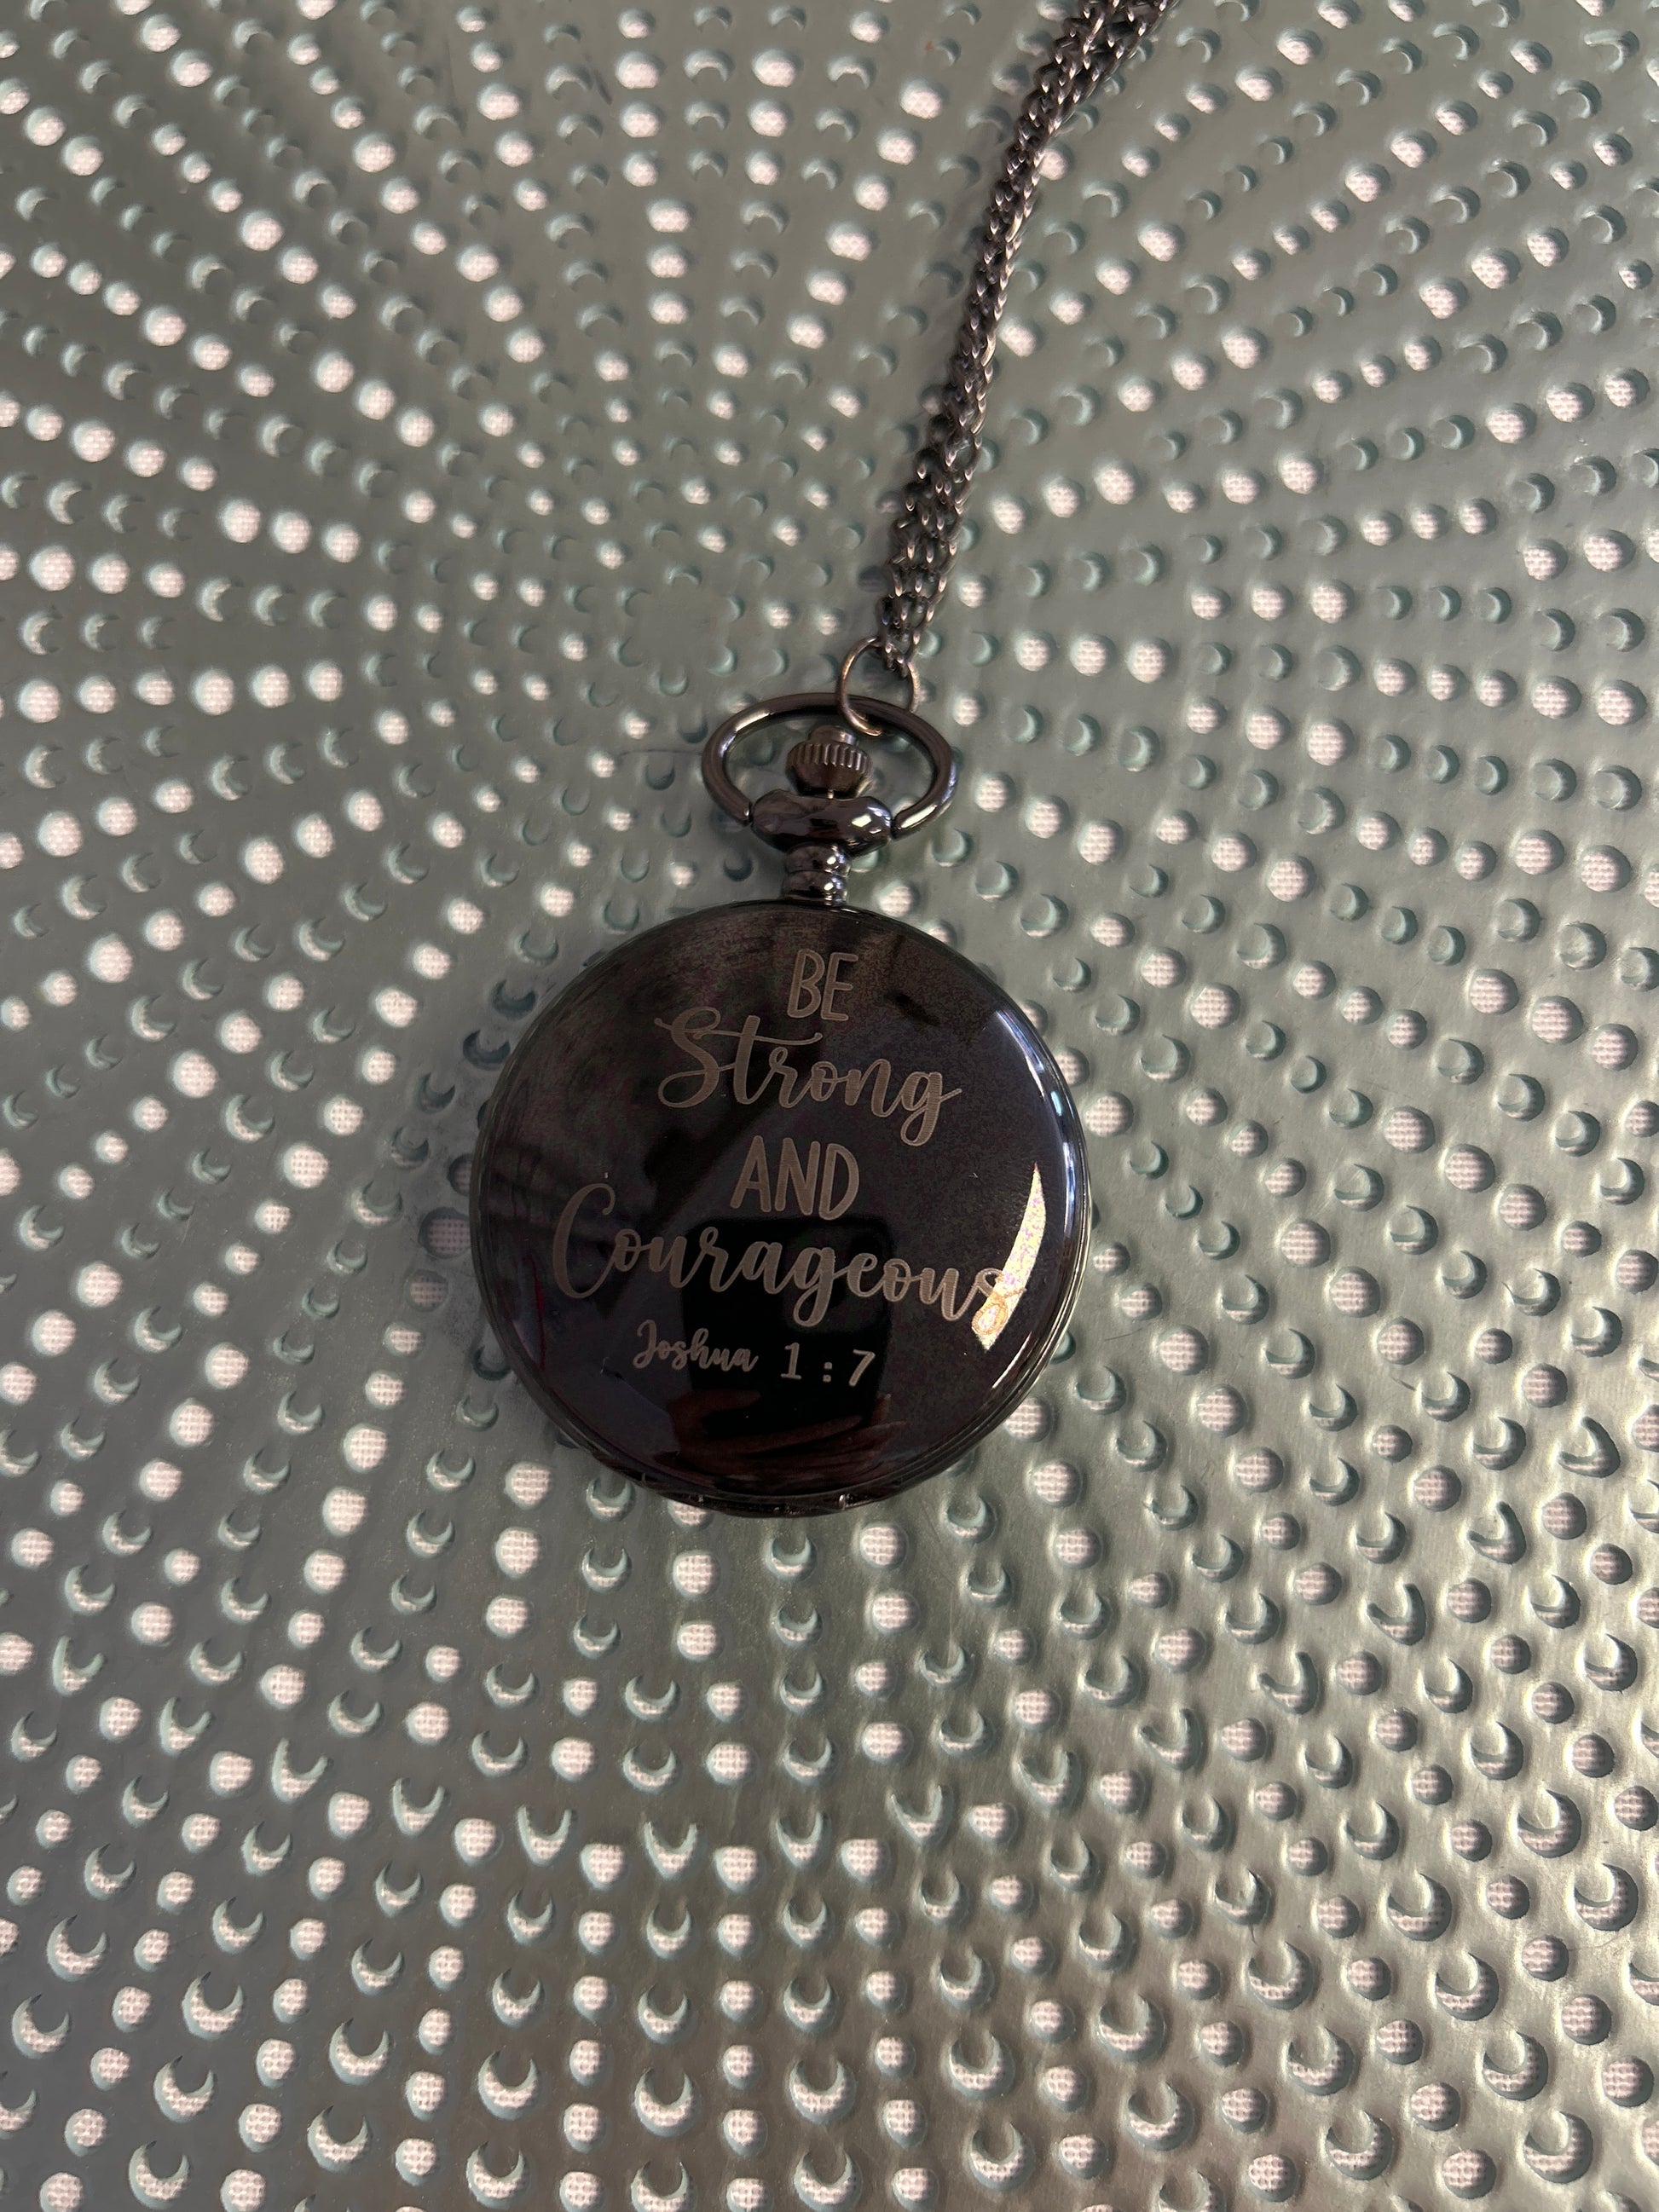 BE
Strong
AND
Courageous
Joshua 1:7